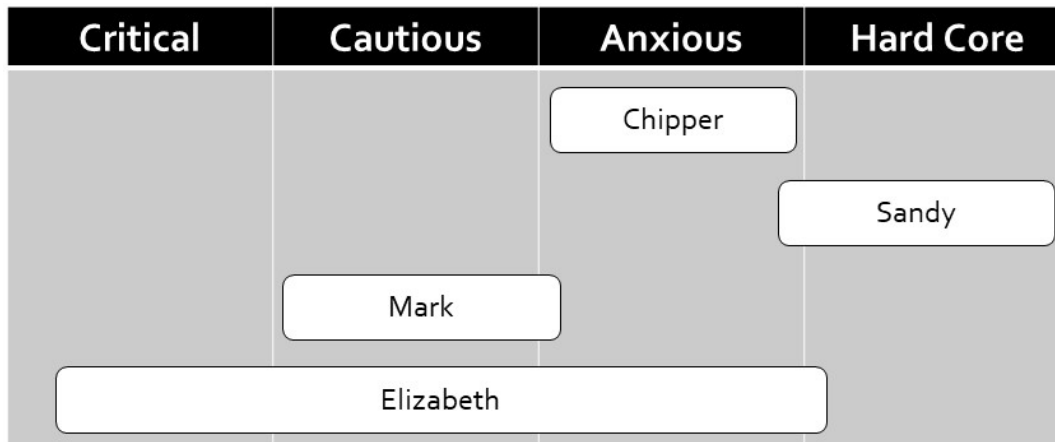 Critical Cautious Anxious Hard Core
Chipper
Sandy
Mark
Elizabeth